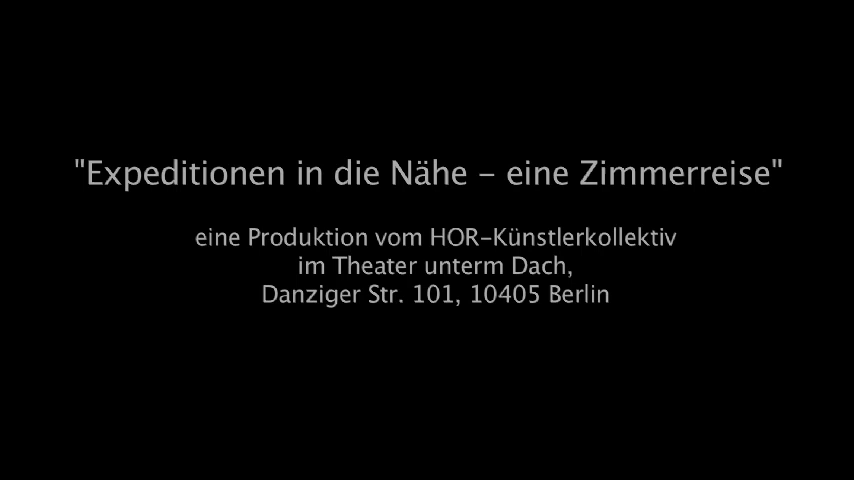 "Expeditionen in die Nähe - eine Zimmerreise"
eine Produktion vom HOR-Künstlerkollektiv
im Theater unterm Dach,
Danziger Str. 101, 10405 Berlin